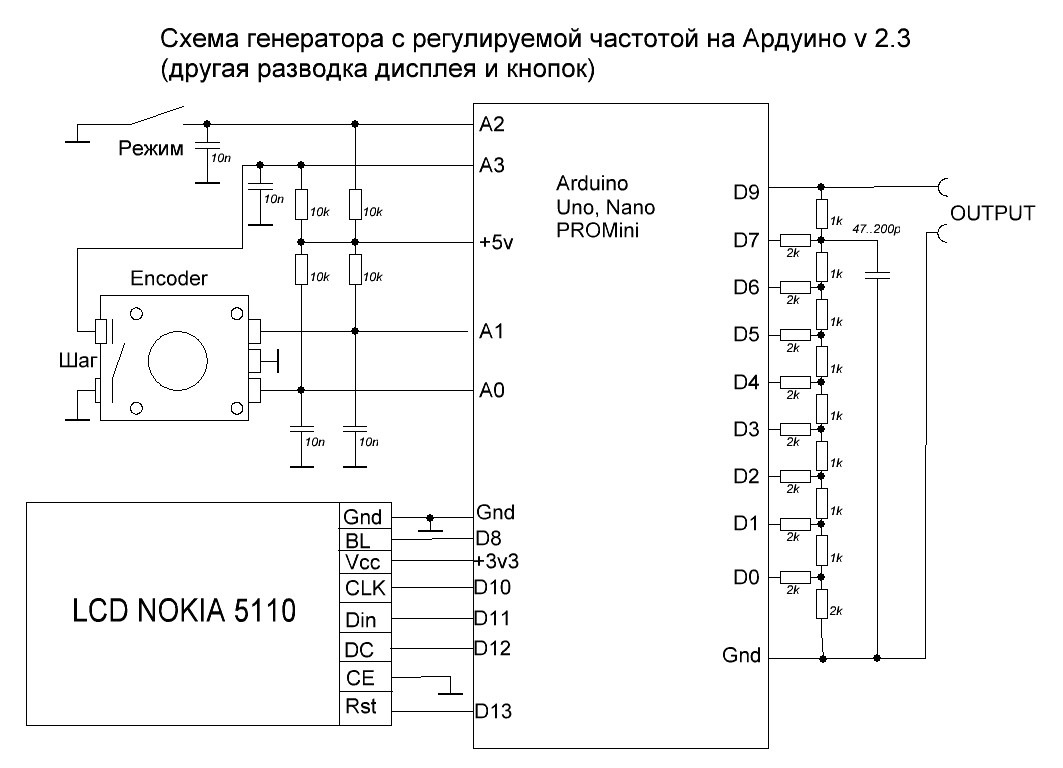 Схема генератора с регулируемой частотой на Ардуино v 2.3
(другая разводка дисплея и кнопок)
Режим
10n
A2
A3
10n
10k
10k
+5v
10k
10k
Encoder
Шаг
A1
A0
10n
10n
Arduino
Uno, Nano
PROMini
D9
1k
OUTPUT
47..200p
D7
2k
1k
D6
2k
1k
D5
2k
1k
D4
2k
1k
D3
2k
1k
D2
2k
1k
D1
2k
1k
D0
2k
2k
Gnd
LCD NOKIA 5110
Gnd
Gnd
BL
D8
Vcc
+3v3
CLK
D10
Din
D11
DC
D12
CE
Rst
D13